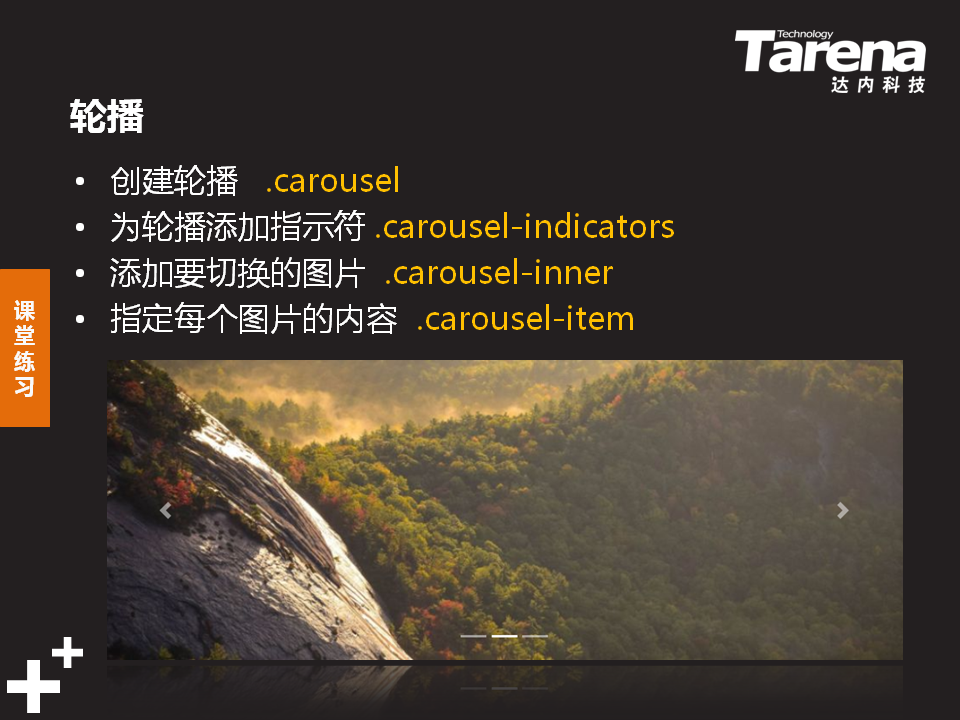 Technology
Tarena
达内科技
轮播
• 创建轮播 .carousel
• 为轮播添加指示符 .carousel-indicators
• 添加要切换的图片 .carousel-inner
• 指定每个图片的内容 .carousel-item
课堂练习